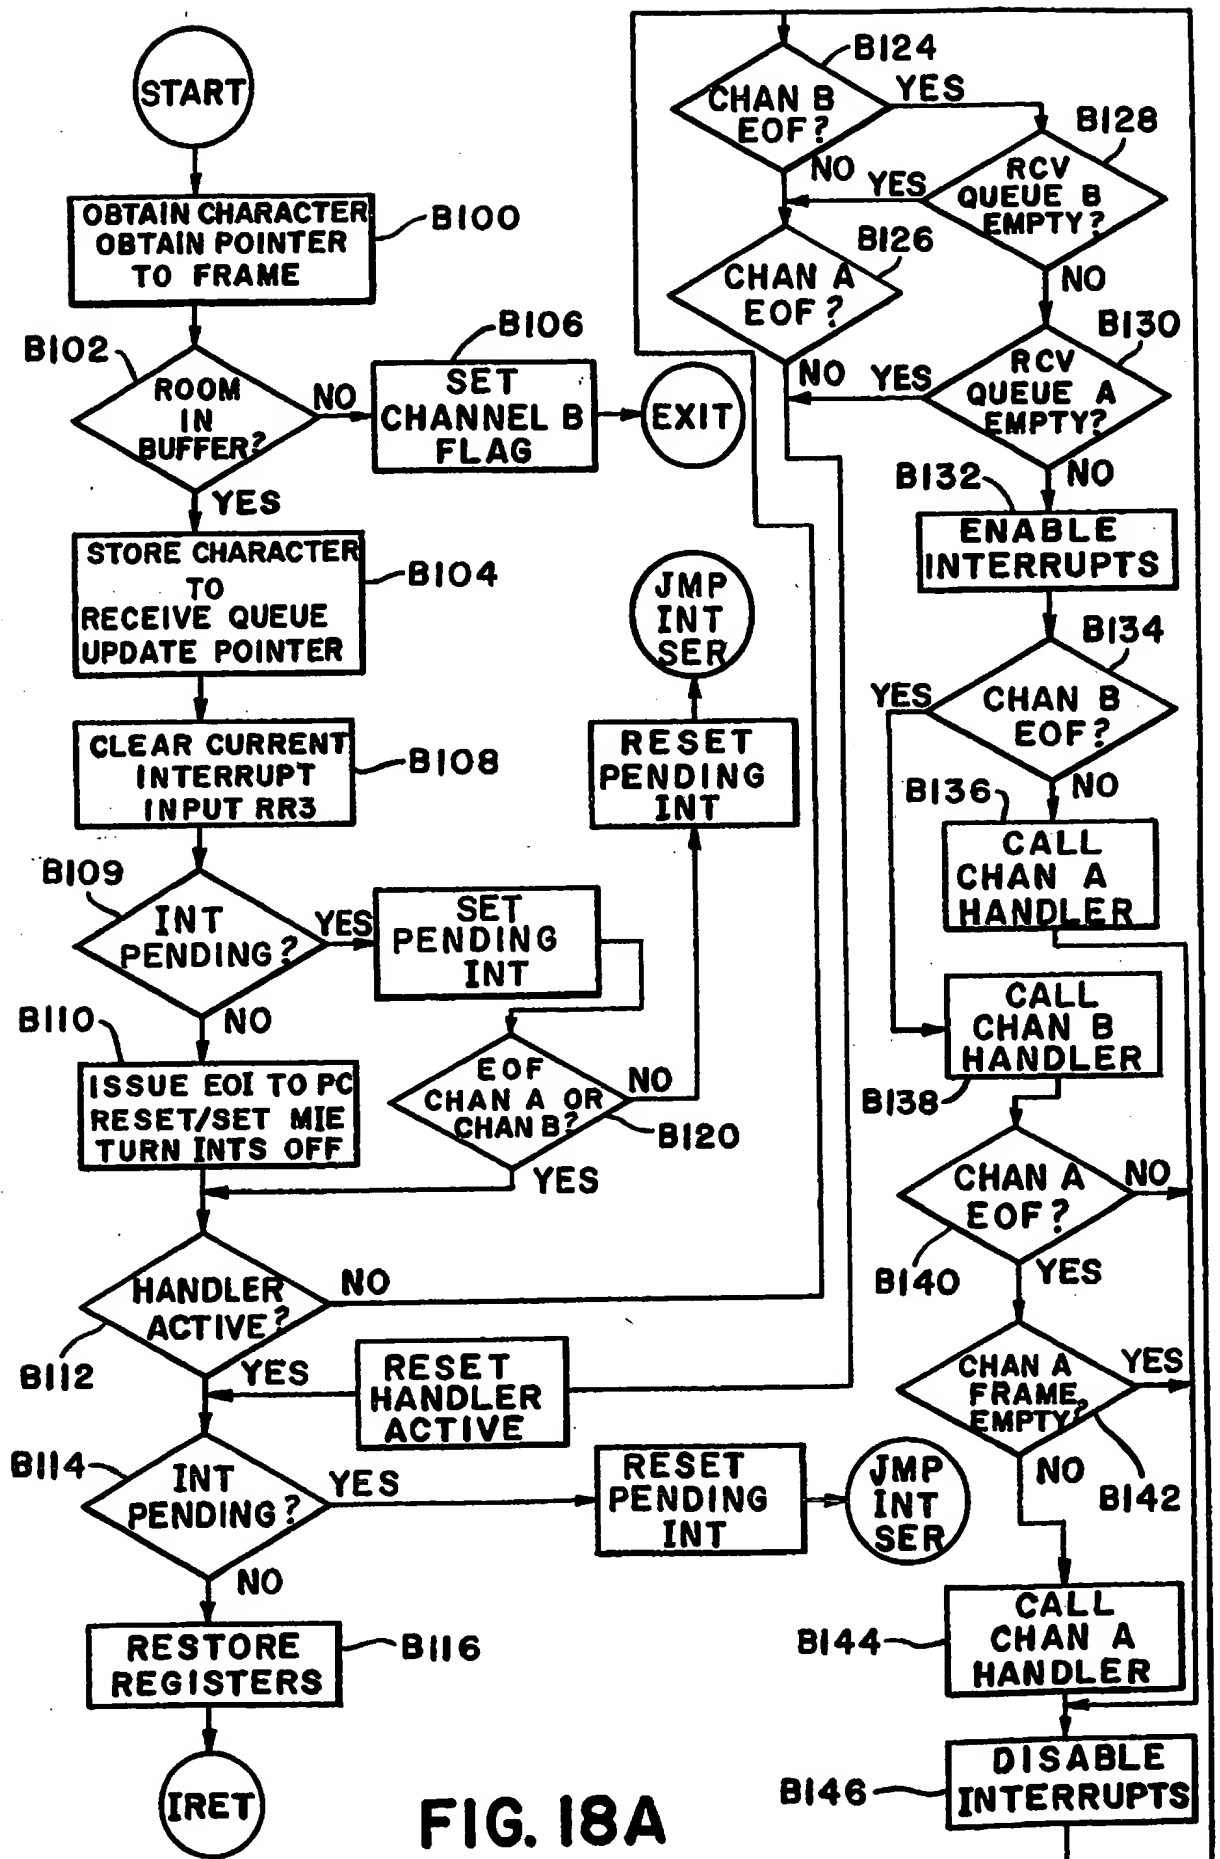 START
OBTAIN CHARACTER
OBTAIN POINTER
TO FRAME
B100
B102
ROOM
IN
BUFFER?
NO
YES
B106
SET
CHANNEL B
FLAG
EXIT
STORE CHARACTER
TO
RECEIVE QUEUE
UPDATE POINTER
B104
CLEAR CURRENT
INTERRUPT
INPUT RR3
B108
B109
INT
PENDING?
YES
NO
SET
PENDING
INT
JMP
INT
SER
RESET
PENDING
INT
B110
ISSUE EOI TO PC
RESET/SET MIE
TURN INTS OFF
EOF
CHAN A OR
CHAN B?
NO
B120
YES
HANDLER
ACTIVE?
NO
B112
YES
RESET
HANDLER
ACTIVE
B114
INT
PENDING?
YES
NO
RESET
PENDING
INT
JMP
INT
SER
RESTORE
REGISTERS
B116
IRET
B124
CHAN B
EOF?
YES
NO
B128
RCV
QUEUE B
EMPTY?
YES
NO
B126
CHAN A
EOF?
NO
B130
RCV
QUEUE A
EMPTY?
YES
NO
B132
ENABLE
INTERRUPTS
B134
CHAN B
EOF?
YES
NO
B136
CALL
CHAN A
HANDLER
CALL
CHAN B
HANDLER
B138
CHAN A
EOF?
NO
B140
YES
CHAN A
FRAME
EMPTY?
YES
NO
B142
CALL
CHAN A
HANDLER
B144
DISABLE
INTERRUPTS
B146
FIG. 18A